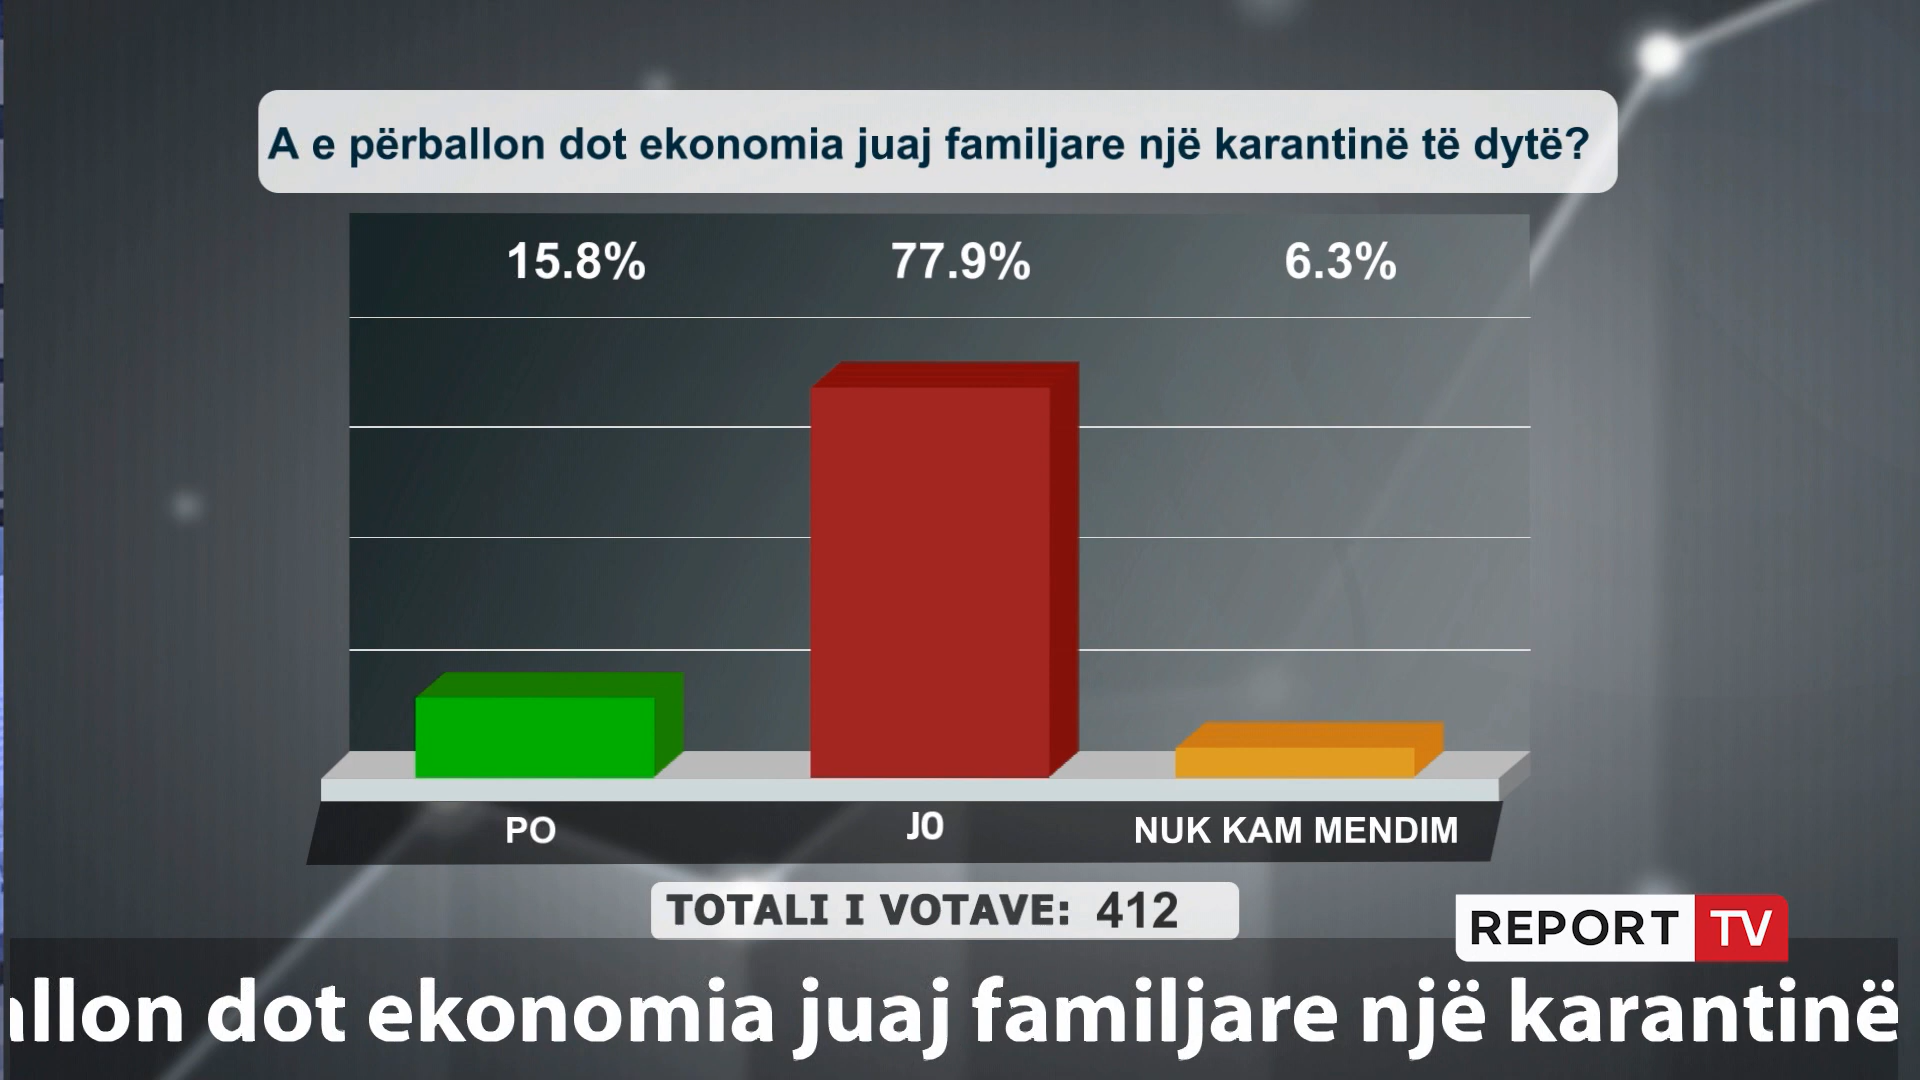 A e përballon dot ekonomia juaj familjare një karantinë të dytë?
15.8% 77.9% 6.3%
PO JO NUK KAM MENDIM
TOTALI I VOTAVE: 412
REPORT TV
llon dot ekonomia juaj familjare një karantinë